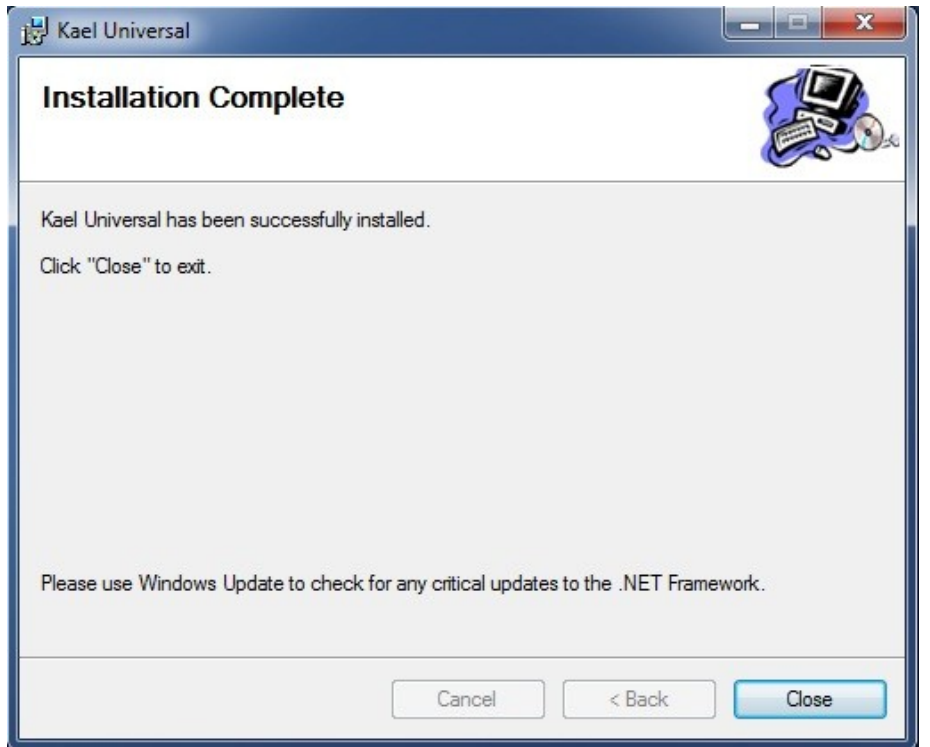 Kael Universal
Installation Complete
Kael Universal has been successfully installed.
Click "Close" to exit.
Please use Windows Update to check for any critical updates to the .NET Framework.
Cancel
< Back
Close